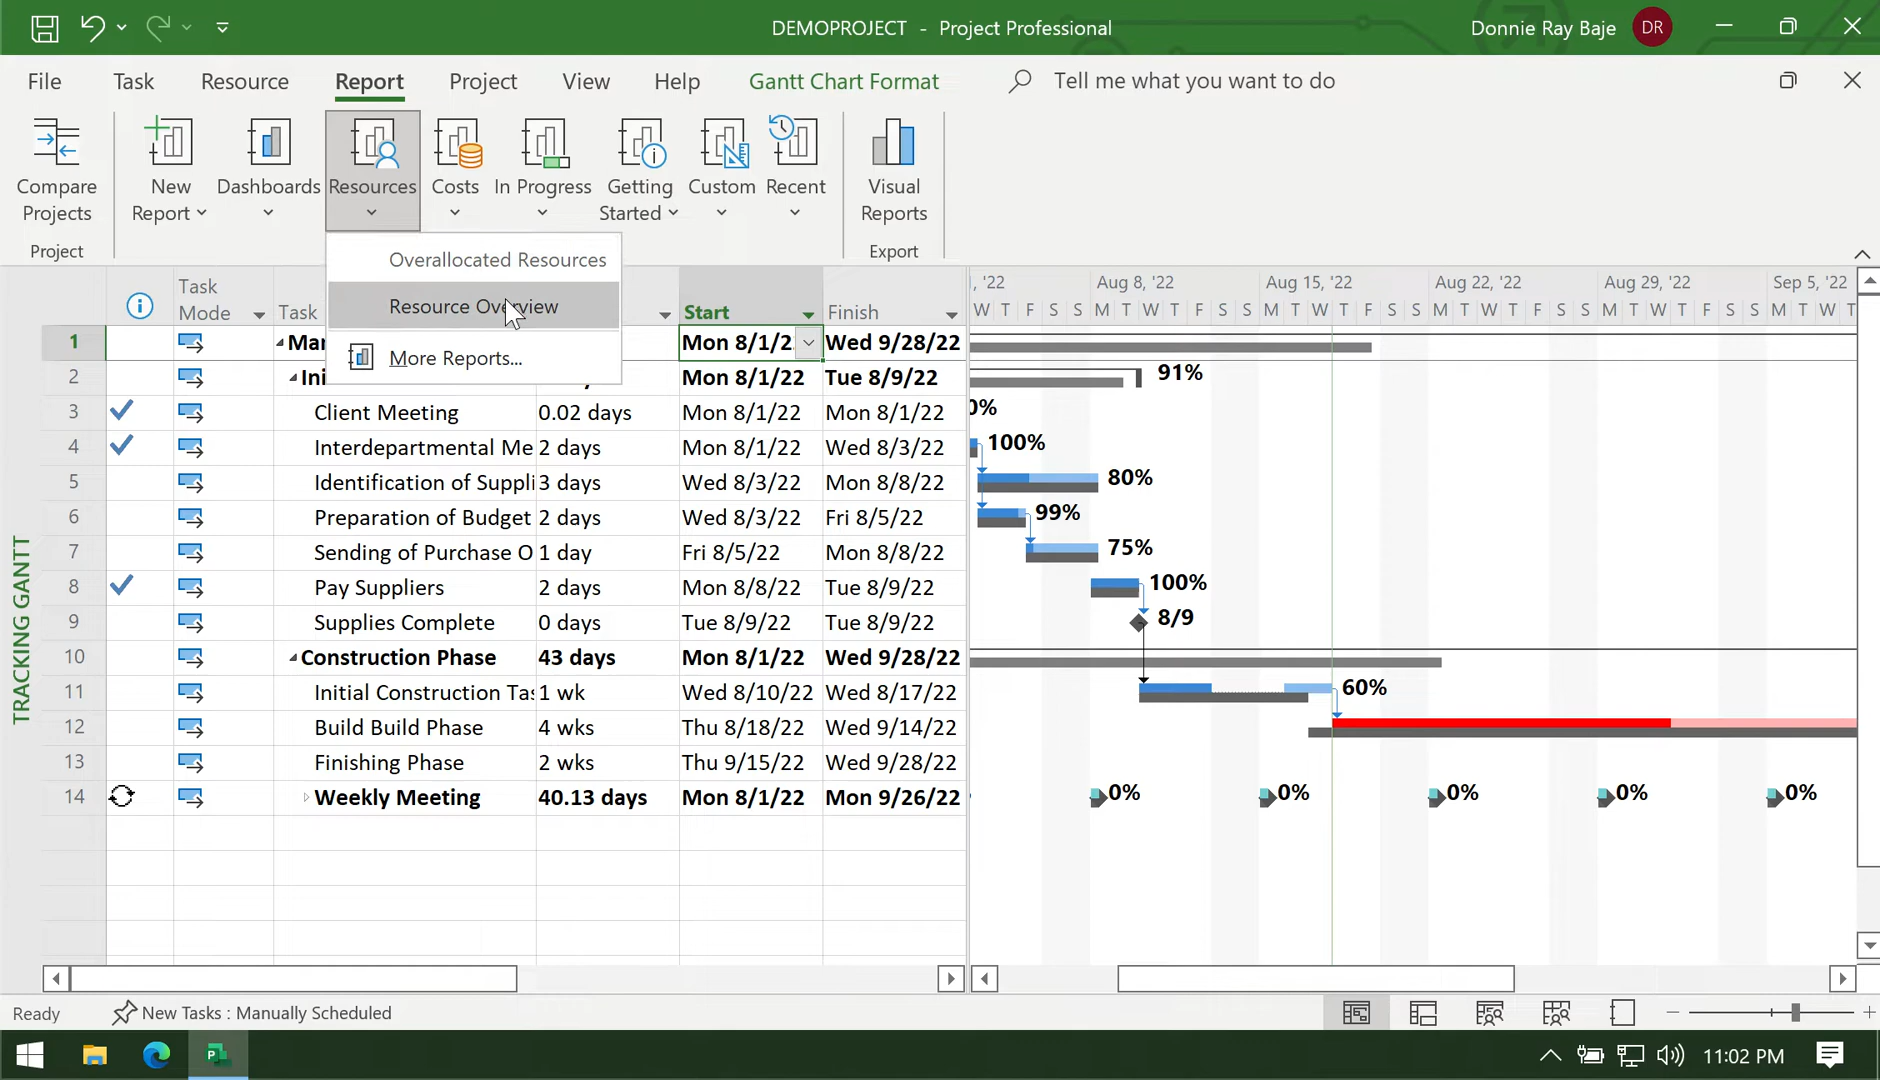 DEMOPROJECT - Project Professional
Donnie Ray Baje
DR
File
Task
Resource
Report
Project
View
Help
Gantt Chart Format
Tell me what you want to do
Compare
Projects
New
Report
Dashboards
Resources
Costs
In Progress
Getting
Started
Custom
Recent
Visual
Reports
Project
Export
Overallocated Resources
Resource Overview
More Reports...
Task
Mode
Task
Start
Finish
, '22
Aug 8, '22
Aug 15, '22
Aug 22, '22
Aug 29, '22
Sep 5, '22
W T F S S M T W T F S S M T W T F S S M T W T F S S M T W T F S S M T W T
1 Mar Mon 8/1/2 Wed 9/28/22
2 Ini Mon 8/1/22 Tue 8/9/22 91%
3 Client Meeting 0.02 days Mon 8/1/22 Mon 8/1/22 0%
4 Interdepartmental Me 2 days Mon 8/1/22 Wed 8/3/22 100%
5 Identification of Suppli 3 days Wed 8/3/22 Mon 8/8/22 80%
6 Preparation of Budget 2 days Wed 8/3/22 Fri 8/5/22 99%
7 Sending of Purchase O 1 day Fri 8/5/22 Mon 8/8/22 75%
8 Pay Suppliers 2 days Mon 8/8/22 Tue 8/9/22 100%
9 Supplies Complete 0 days Tue 8/9/22 Tue 8/9/22 8/9
10 Construction Phase 43 days Mon 8/1/22 Wed 9/28/22
11 Initial Construction Tas 1 wk Wed 8/10/22 Wed 8/17/22 60%
12 Build Build Phase 4 wks Thu 8/18/22 Wed 9/14/22
13 Finishing Phase 2 wks Thu 9/15/22 Wed 9/28/22
14 Weekly Meeting 40.13 days Mon 8/1/22 Mon 9/26/22 0% 0% 0% 0% 0%
TRACKING GANTT
Ready
New Tasks : Manually Scheduled
11:02 PM